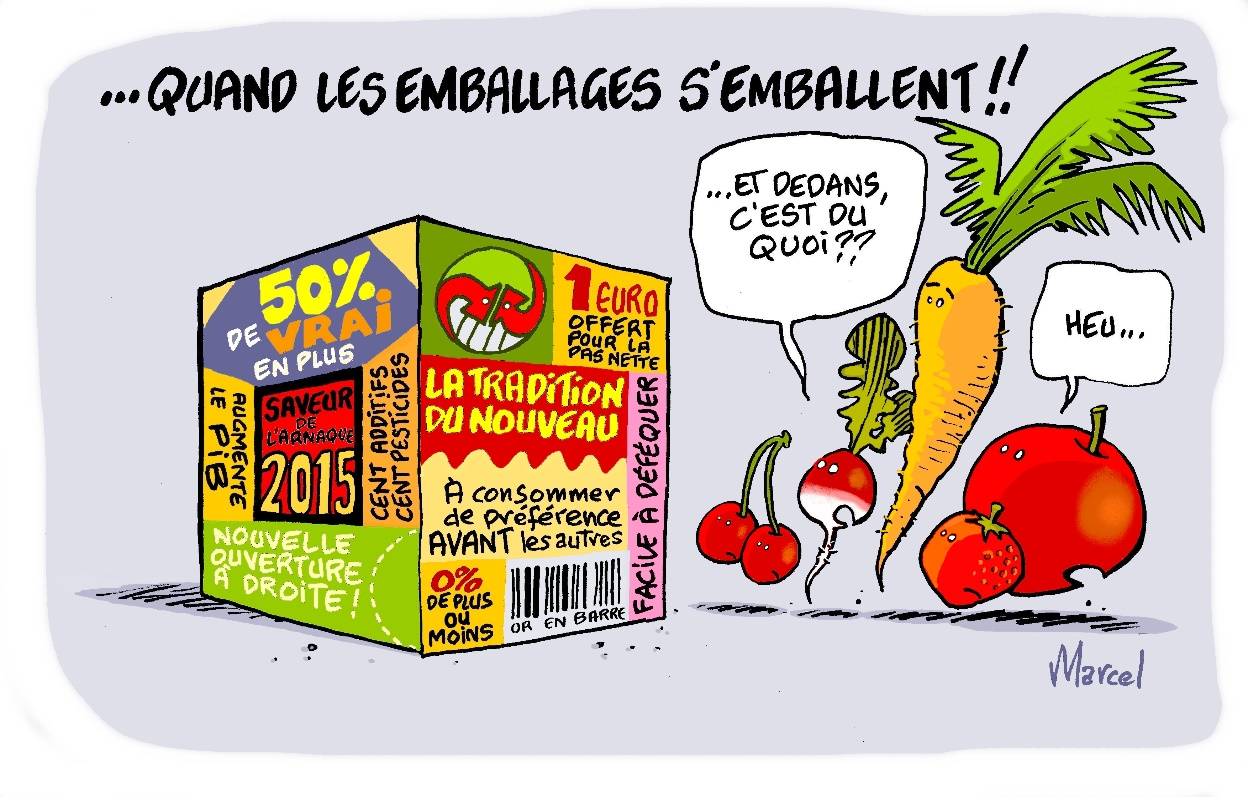 ...QUAND LES EMBALLAGES S'EMBALLENT!!
...ET DEDANS,
C'EST DU
QUOi??
HEU...
50%
DE VRAi
EN PLUS
AUGMENTE
LE PiB
SAVEUR
DE
L'ARNAQUE
2015
CENT ADDITIFS
CENT PESTICIDES
NOUVELLE
OUVERTURE
À DROiTE!
1 EURO
OFFERT
POUR LA
PAS NETTE
LA TRADiTiON
DU NOUVEAU
À consommer
de préférence
AVANT les autres
FACiLE À DÉFÉQUER
0%
DE PLUS
OU
MOiNS
OR EN BARRE
Marcel